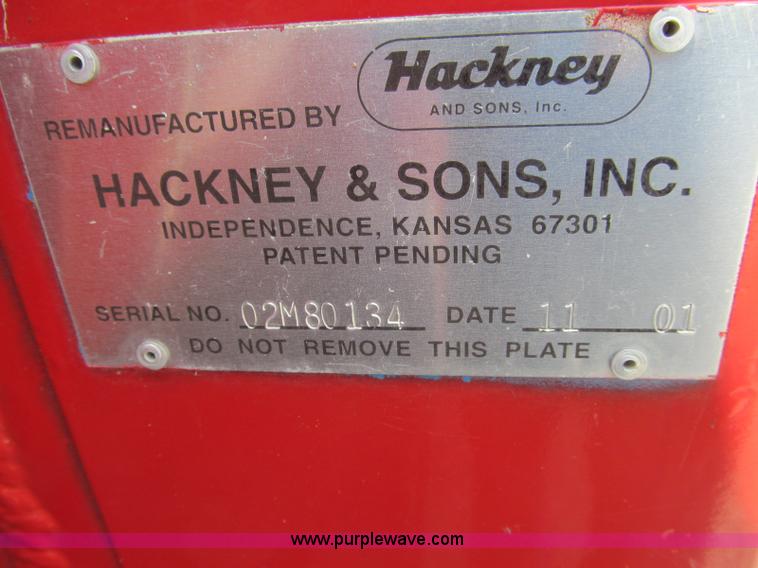 Hackney
AND SONS, Inc.
REMANUFACTURED BY
HACKNEY & SONS, INC.
INDEPENDENCE, KANSAS 67301
PATENT PENDING
SERIAL NO. 02M80134 DATE 11 01
DO NOT REMOVE THIS PLATE
www.purplewave.com